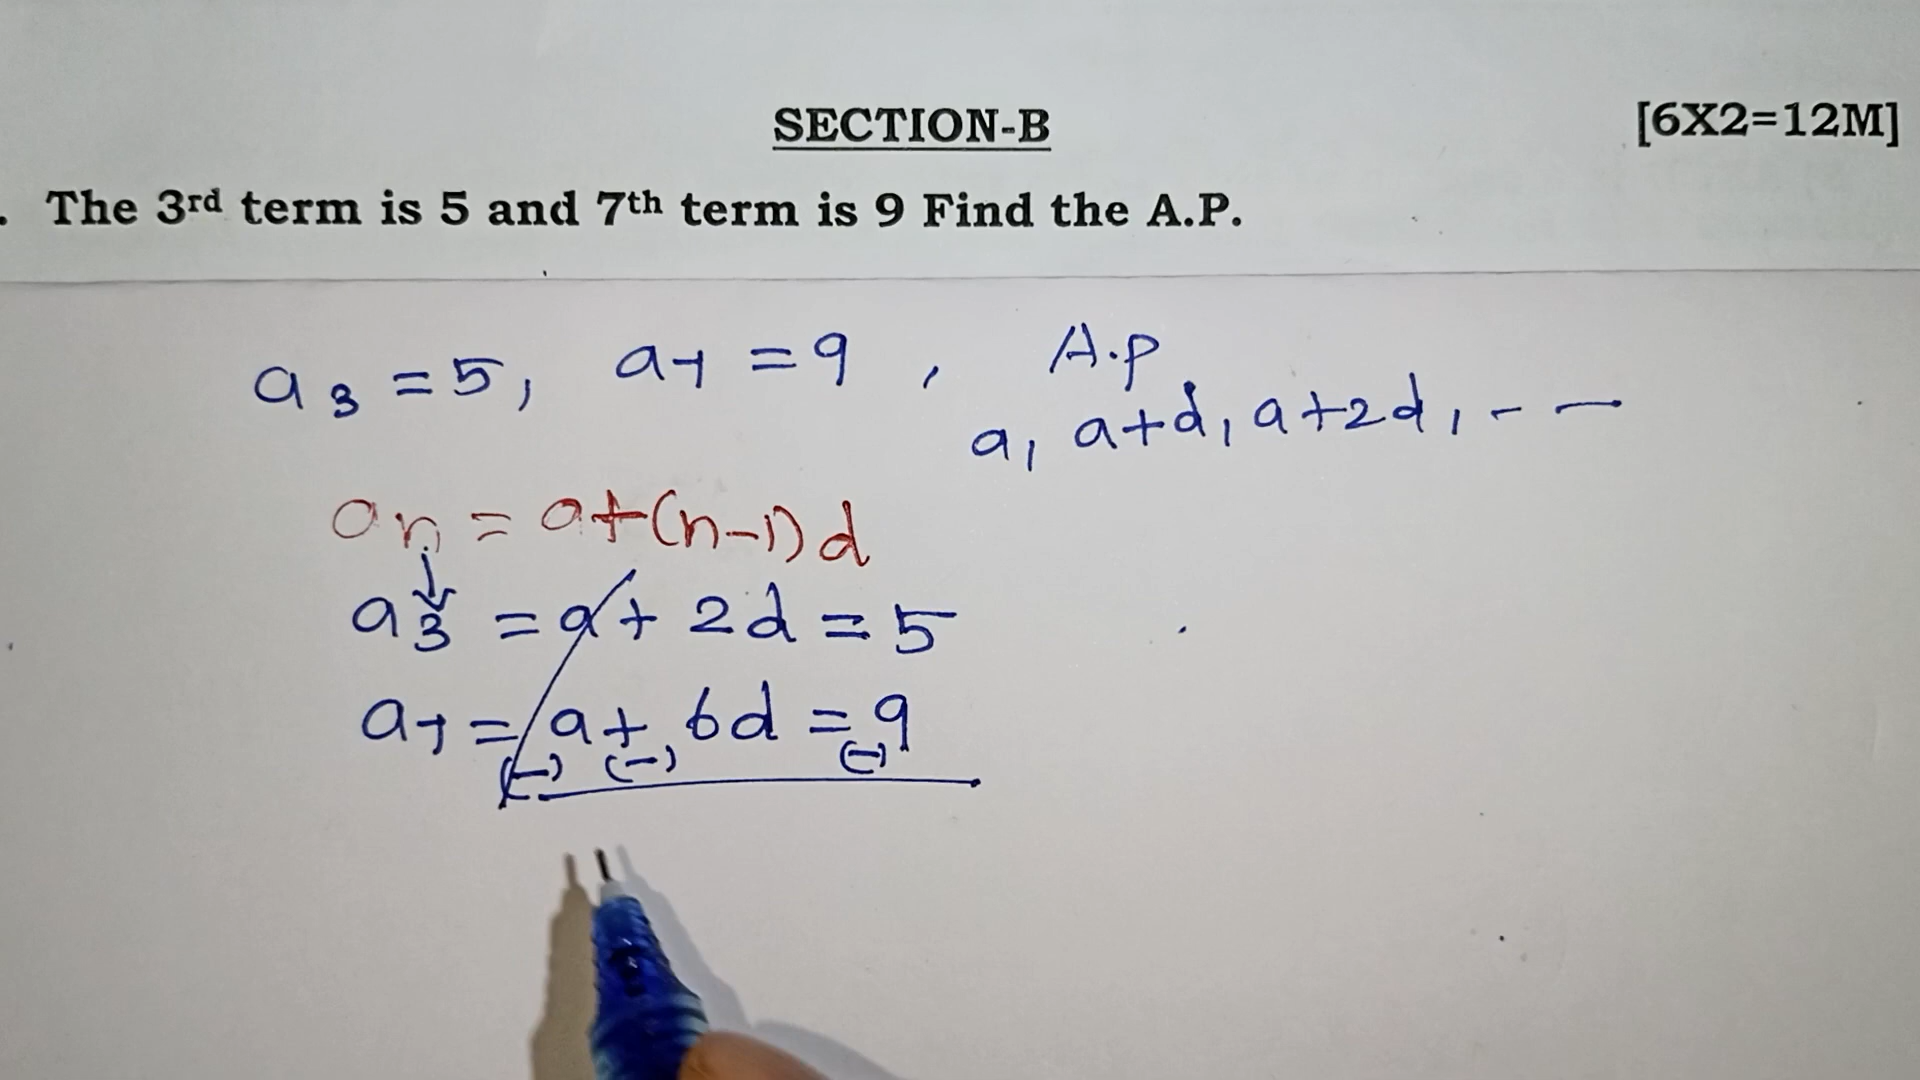 SECTION-B [6X2=12M]
. The 3rd term is 5 and 7th term is 9 Find the A.P.
a3 = 5, a7 = 9, A.p
a, a+d, a+2d, - -
an = a+(n-1)d
a3 = a + 2d = 5
a7 = a + 6d = 9
(-) (-) (-)